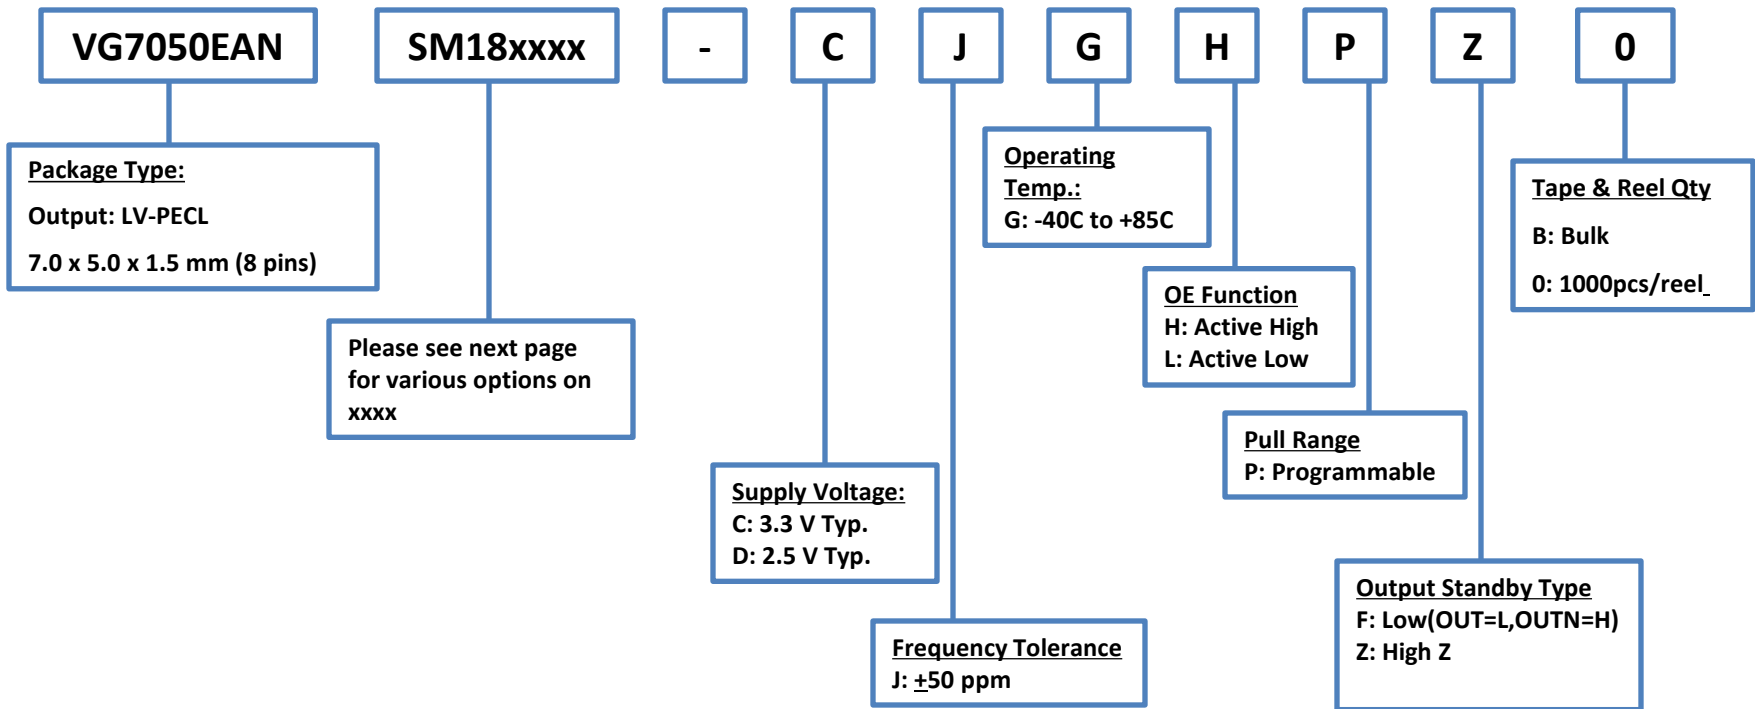 VG7050EAN SM18xxxx - C J G H P Z 0
Package Type:
Output: LV-PECL
7.0 x 5.0 x 1.5 mm (8 pins)
Please see next page
for various options on
xxxx
Supply Voltage:
C: 3.3 V Typ.
D: 2.5 V Typ.
Frequency Tolerance
J: ±50 ppm
Operating
Temp.:
G: -40C to +85C
OE Function
H: Active High
L: Active Low
Pull Range
P: Programmable
Output Standby Type
F: Low(OUT=L,OUTN=H)
Z: High Z
Tape & Reel Qty
B: Bulk
0: 1000pcs/reel